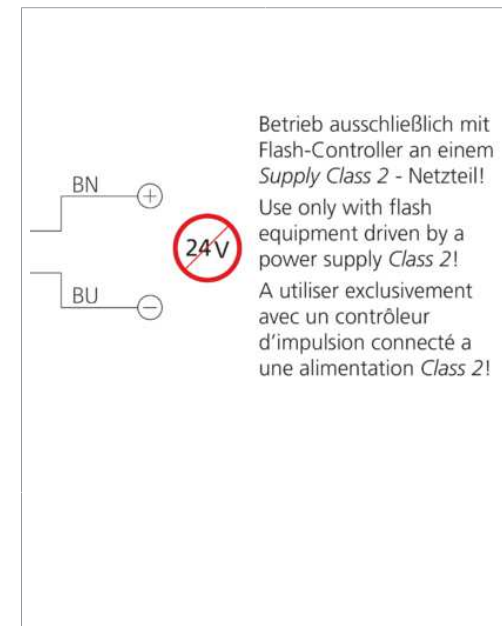 BN
+
24V
BU
−
Betrieb ausschließlich mit
Flash-Controller an einem
Supply Class 2 - Netzteil!
Use only with flash
equipment driven by a
power supply Class 2!
A utiliser exclusivement
avec un contrôleur
d'impulsion connecté a
une alimentation Class 2!